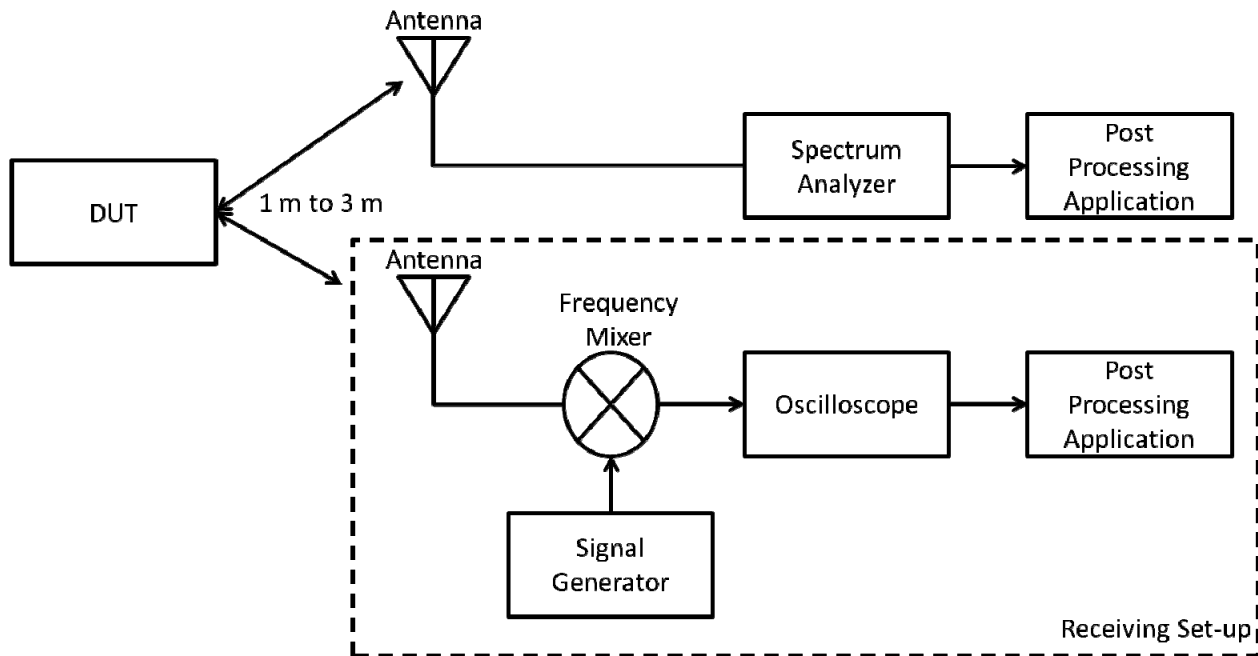 Antenna
Spectrum
Analyzer
Post
Processing
Application
DUT
1 m to 3 m
Antenna
Frequency
Mixer
Oscilloscope
Post
Processing
Application
Signal
Generator
Receiving Set-up